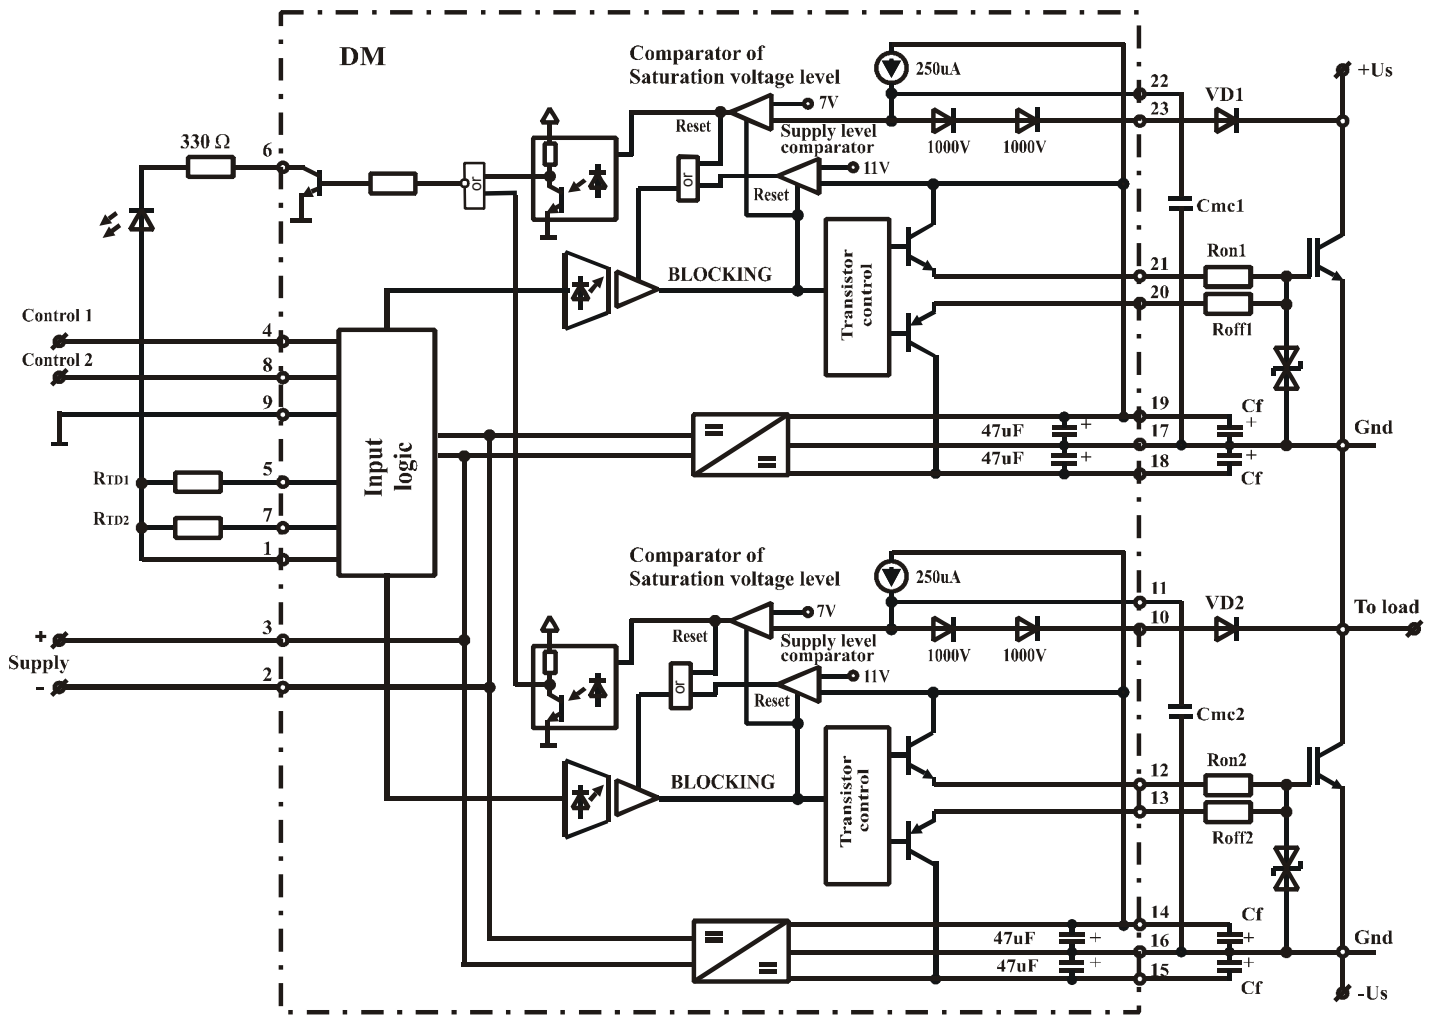 DM
Comparator of
Saturation voltage level
250uA
22
+Us
7V
23
VD1
Reset
Supply level
comparator
1000V
1000V
330 Ω
6
or
or
11V
Reset
Cmc1
BLOCKING
Transistor
control
21
Ron1
20
Roff1
Control 1
4
Control 2
8
9
19
Cf
+
47uF
+
17
Gnd
47uF
+
18
+
Cf
Input
logic
RTD1
5
RTD2
7
1
Comparator of
Saturation voltage level
250uA
11
7V
10
VD2
To load
Reset
Supply level
comparator
1000V
1000V
+
3
Supply
-
2
or
11V
Reset
Cmc2
BLOCKING
Transistor
control
12
Ron2
13
Roff2
14
Cf
+
47uF
+
16
Gnd
47uF
+
15
+
Cf
-Us